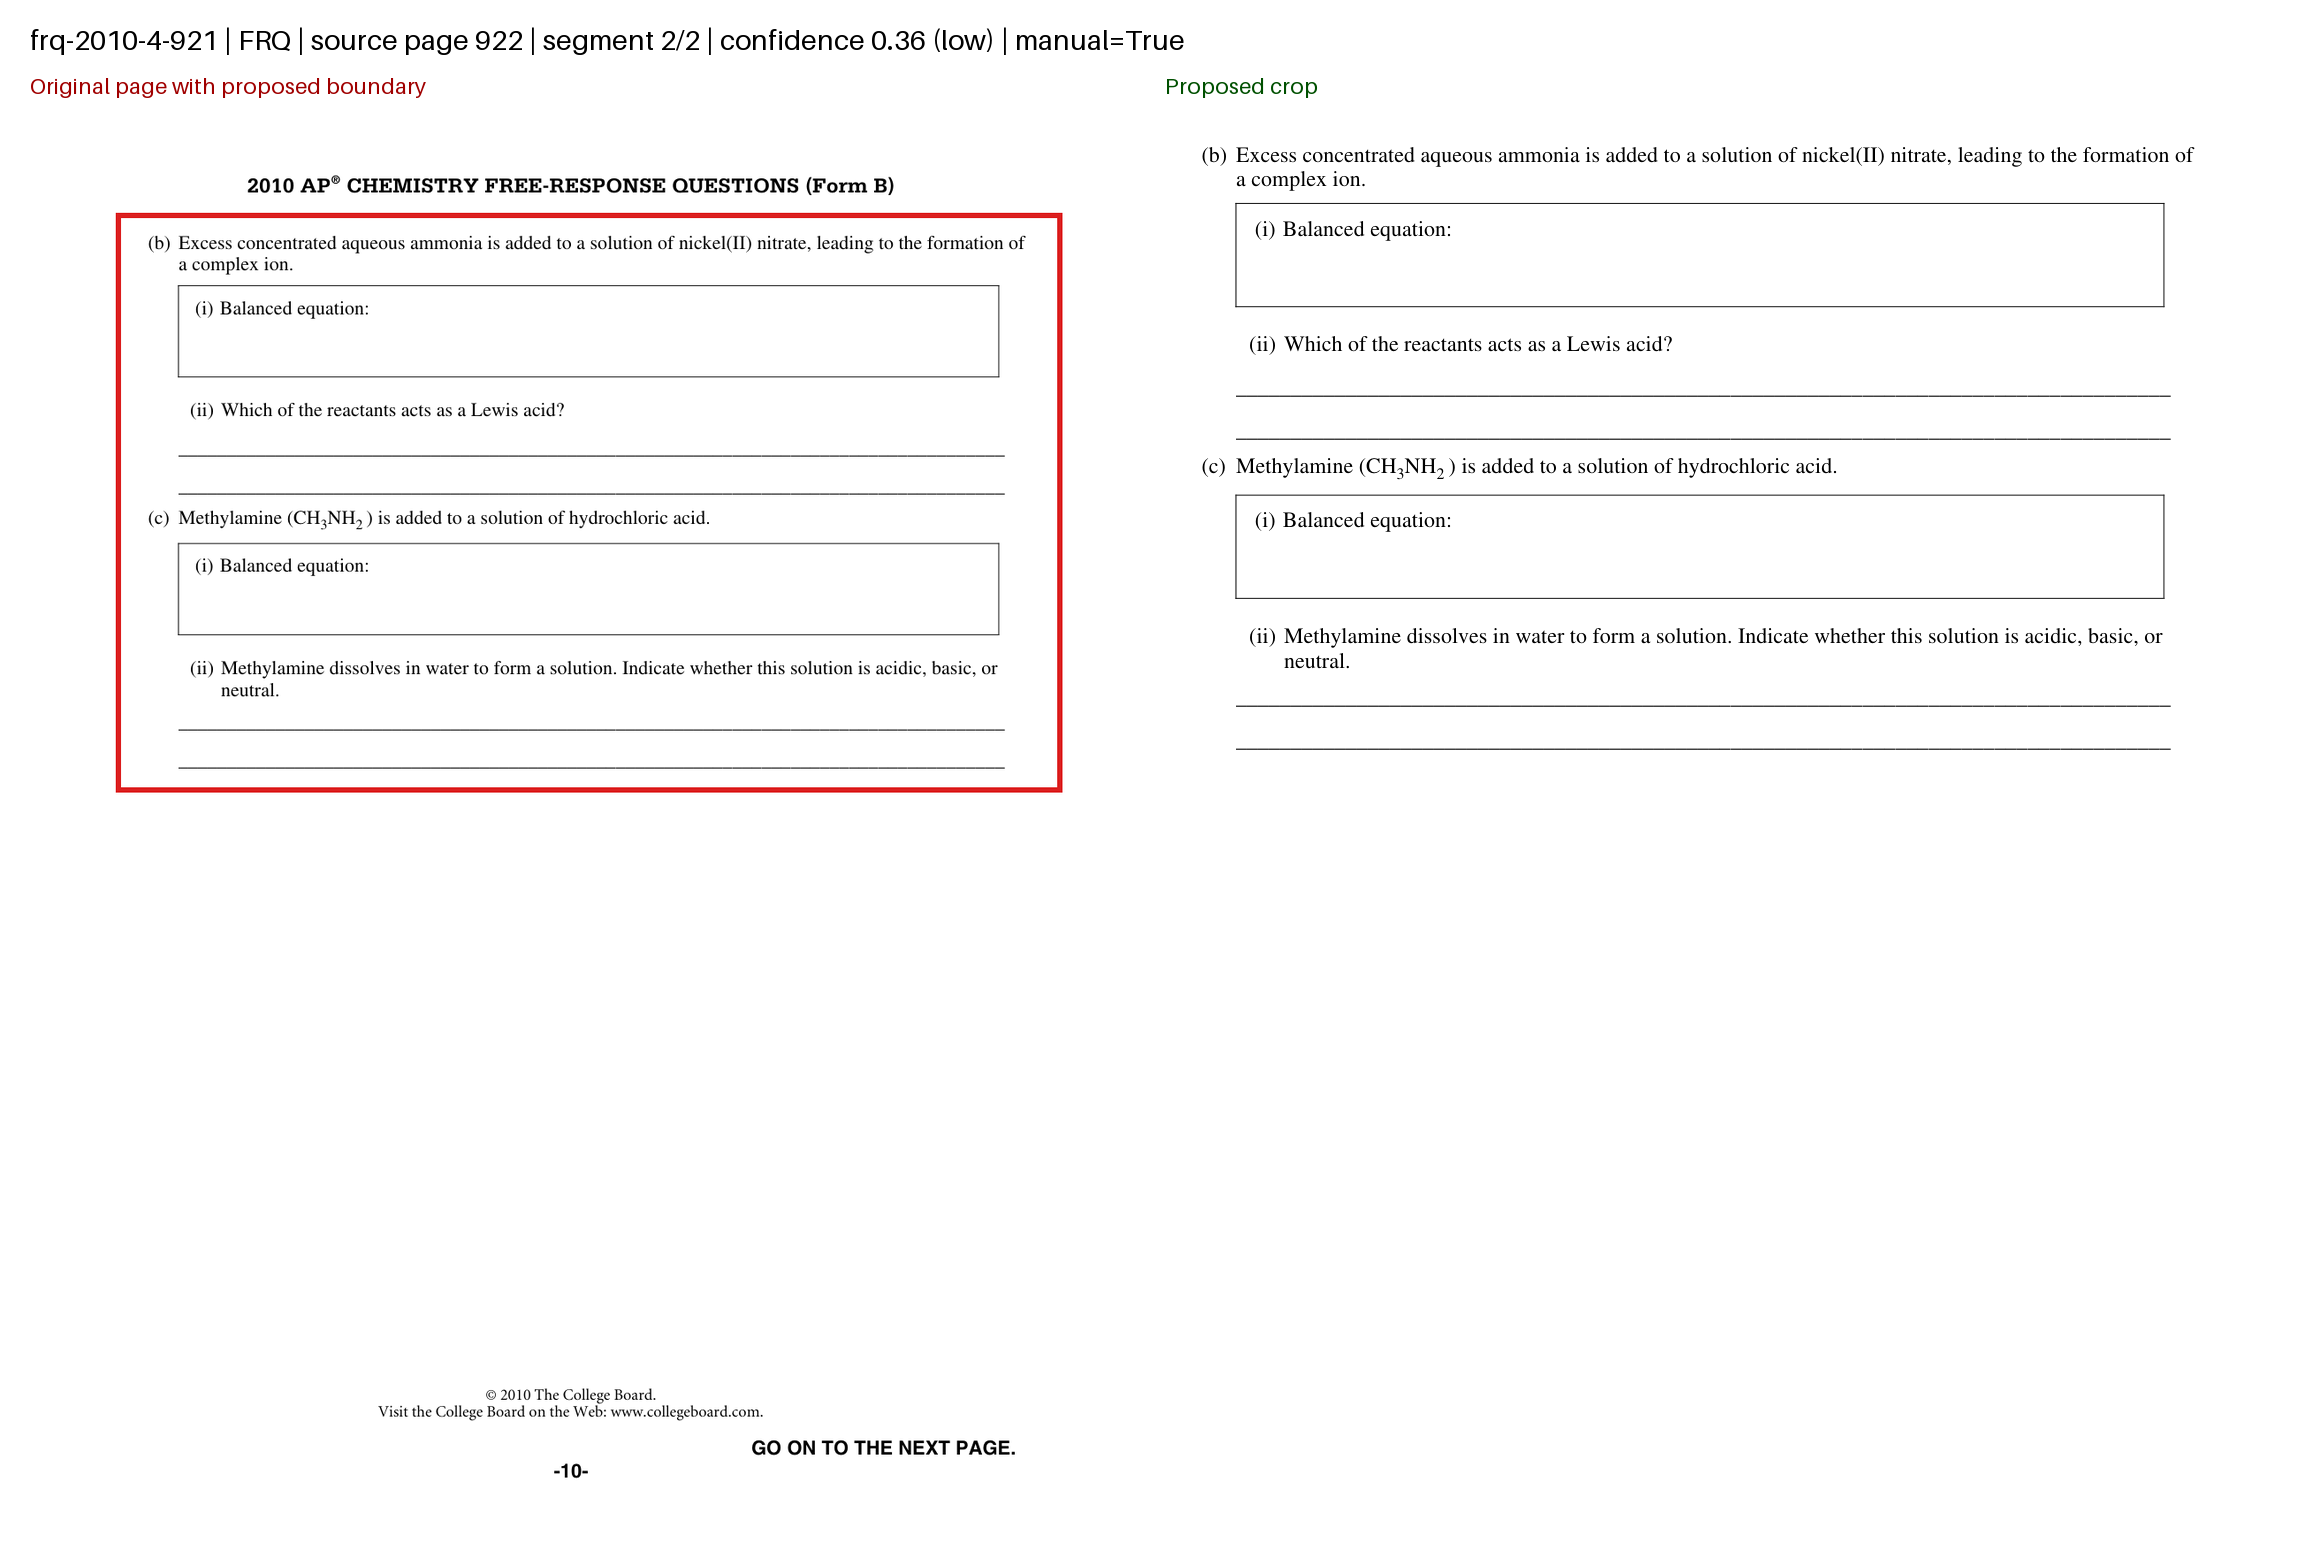 frq-2010-4-921 | FRQ | source page 922 | segment 2/2 | confidence 0.36 (low) | manual=True
Original page with proposed boundary
2010 AP® CHEMISTRY FREE-RESPONSE QUESTIONS (Form B)
(b) Excess concentrated aqueous ammonia is added to a solution of nickel(II) nitrate, leading to the formation of
a complex ion.
(i) Balanced equation:
(ii) Which of the reactants acts as a Lewis acid?
(c) Methylamine (CH₃NH₂) is added to a solution of hydrochloric acid.
(i) Balanced equation:
(ii) Methylamine dissolves in water to form a solution. Indicate whether this solution is acidic, basic, or
neutral.
© 2010 The College Board.
Visit the College Board on the Web: www.collegeboard.com.
GO ON TO THE NEXT PAGE.
-10-
Proposed crop
(b) Excess concentrated aqueous ammonia is added to a solution of nickel(II) nitrate, leading to the formation of
a complex ion.
(i) Balanced equation:
(ii) Which of the reactants acts as a Lewis acid?
(c) Methylamine (CH₃NH₂) is added to a solution of hydrochloric acid.
(i) Balanced equation:
(ii) Methylamine dissolves in water to form a solution. Indicate whether this solution is acidic, basic, or
neutral.